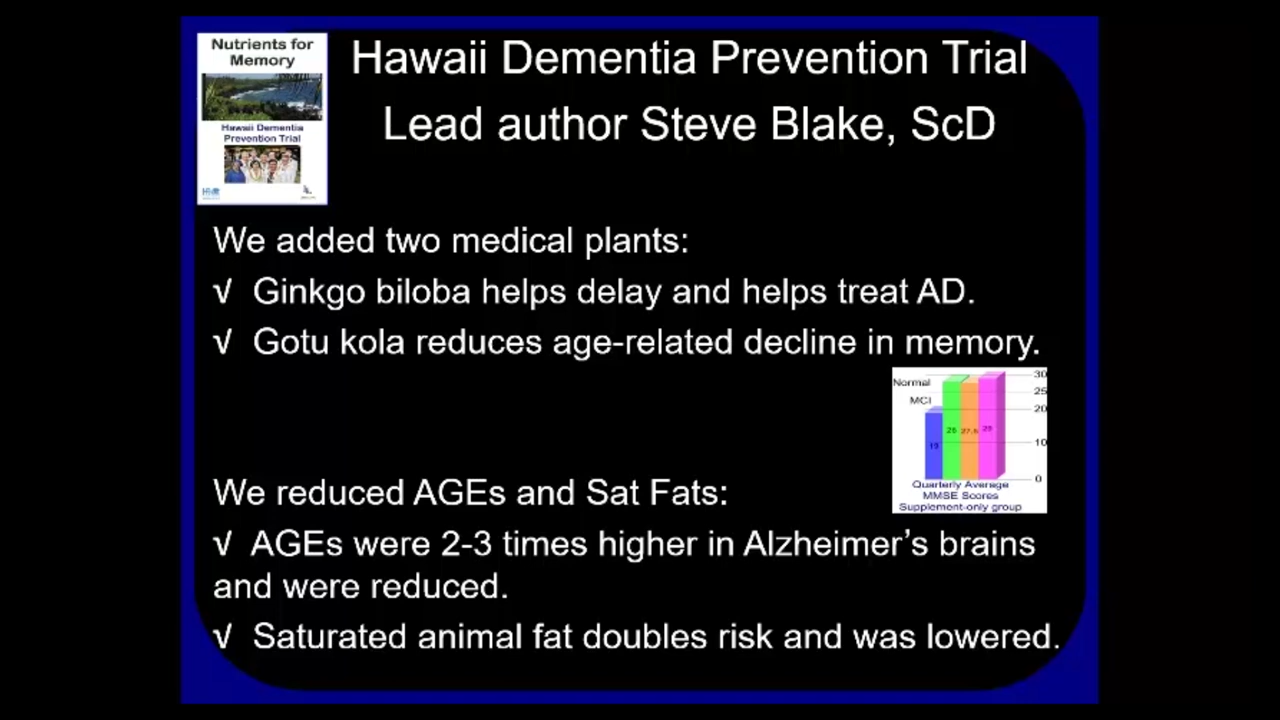 Nutrients for
Memory
Hawaii Dementia
Prevention Trial
Hawaii Dementia Prevention Trial
Lead author Steve Blake, ScD
We added two medical plants:
√ Ginkgo biloba helps delay and helps treat AD.
√ Gotu kola reduces age-related decline in memory.
Normal
MCI
30
25
20
10
0
19
27.5
Quarterly Average
MMSE Scores
Supplement-only group
We reduced AGEs and Sat Fats:
√ AGEs were 2-3 times higher in Alzheimer’s brains
and were reduced.
√ Saturated animal fat doubles risk and was lowered.